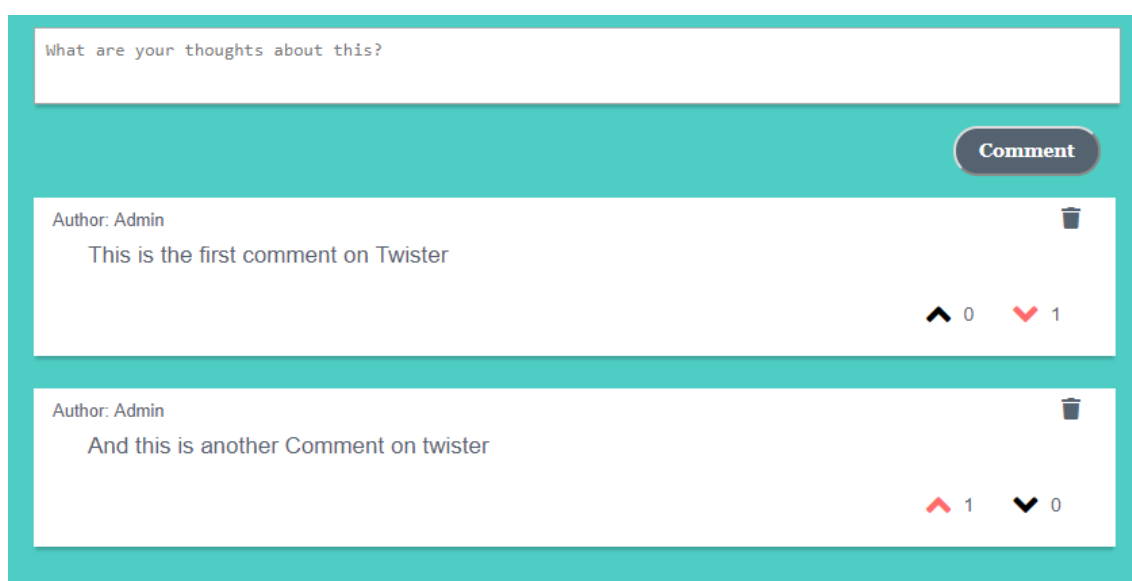 What are your thoughts about this?
Comment
Author: Admin
This is the first comment on Twister
0 1
Author: Admin
And this is another Comment on twister
1 0